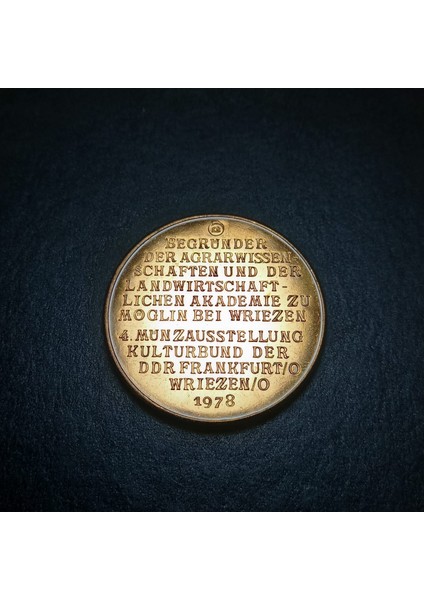 BEGRÜNDER
DER AGRARWISSEN
SCHAFTEN UND DER
LANDWIRTSCHAFT-
LICHEN AKADEMIE ZU
MÖGLIN BEI WRIEZEN
4. MÜNZAUSSTELLUNG
KULTURBUND DER
DDR FRANKFURT/O
WRIEZEN/O
1978